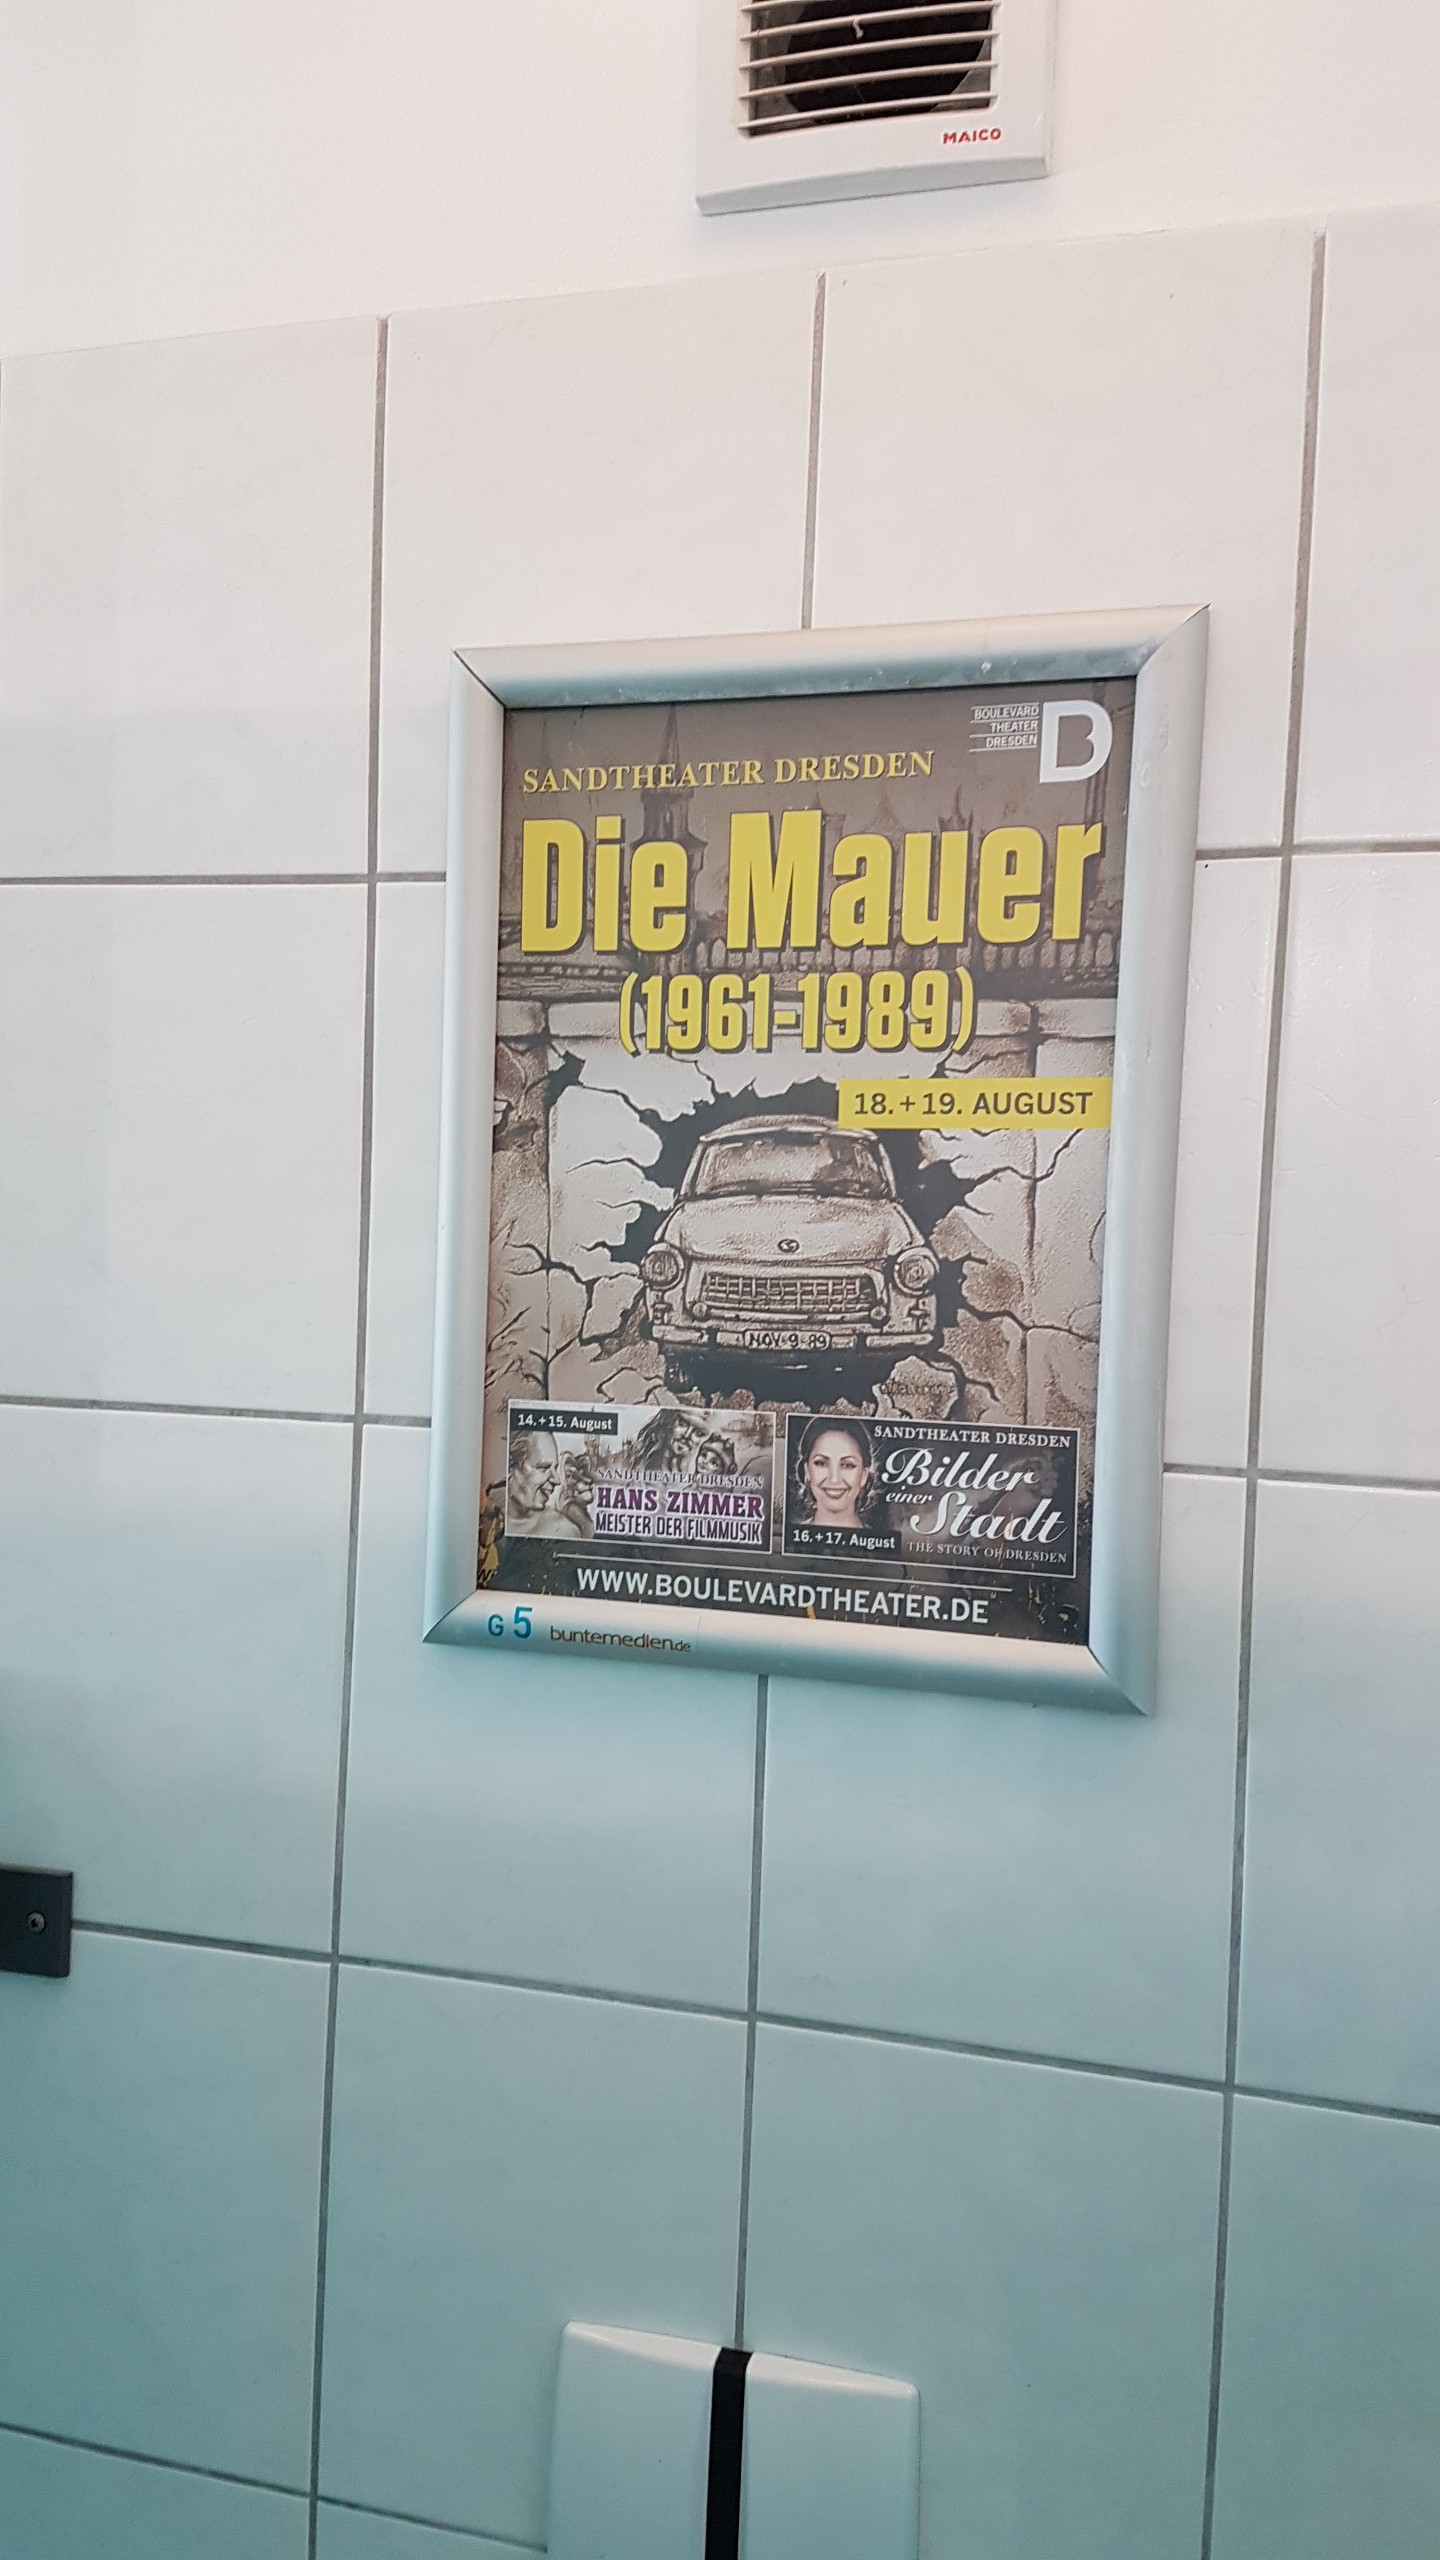 MAICO
BOULEVARD
THEATER
DRESDEN
B
SANDTHEATER DRESDEN
Die Mauer
(1961-1989)
18.+19. AUGUST
NOV-9-89
14.+15. August
SANDTHEATER DRESDEN
HANS ZIMMER
MEISTER DER FILMMUSIK
SANDTHEATER DRESDEN
Bilder
einer
Stadt
16.+17. August
THE STORY OF DRESDEN
WWW.BOULEVARDTHEATER.DE
G 5 buntemedien.de